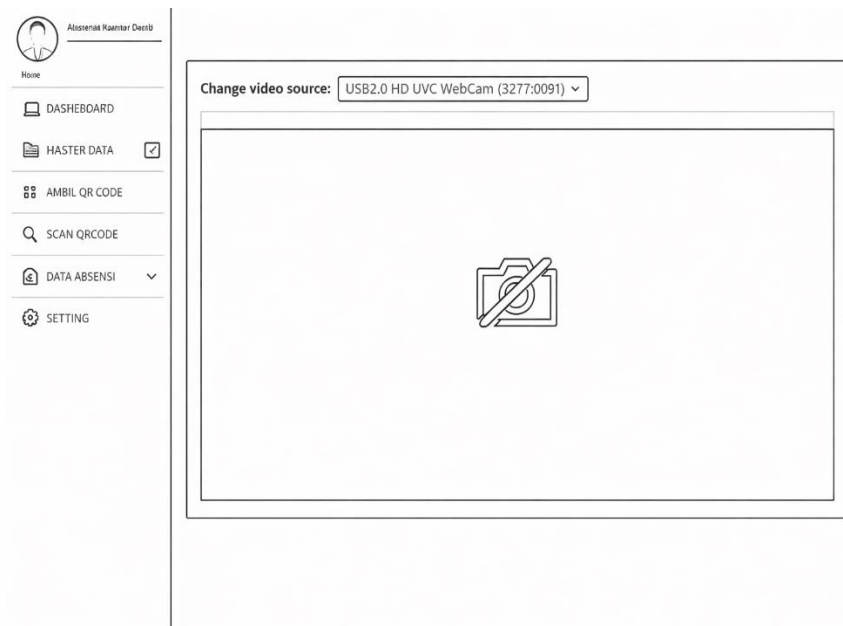 Home
DASHEBOARD
HASTER DATA
AMBIL QR CODE
SCAN QRCODE
DATA ABSENSI
SETTING
Change video source: USB2.0 HD UVC WebCam (3277:0091)